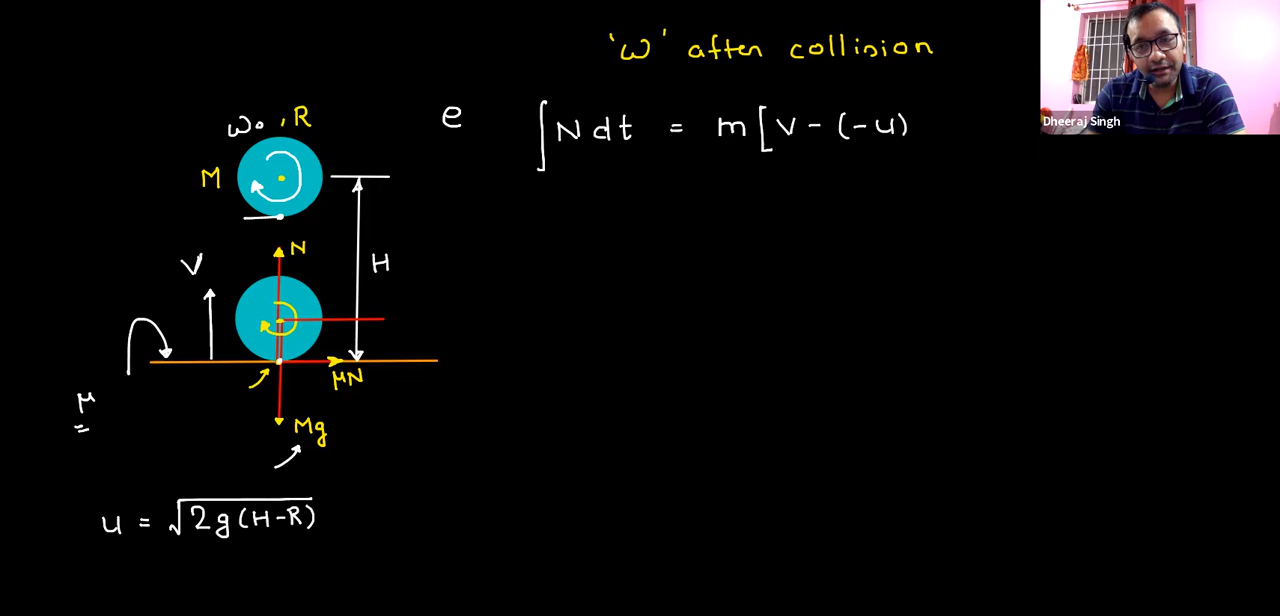 'ω' after collision
ω₀ , R
e
∫ N dt = m [ V - (-u)
Dheeraj Singh
M
N
V
H
μN
μ
Mg
u = √2g(H-R)